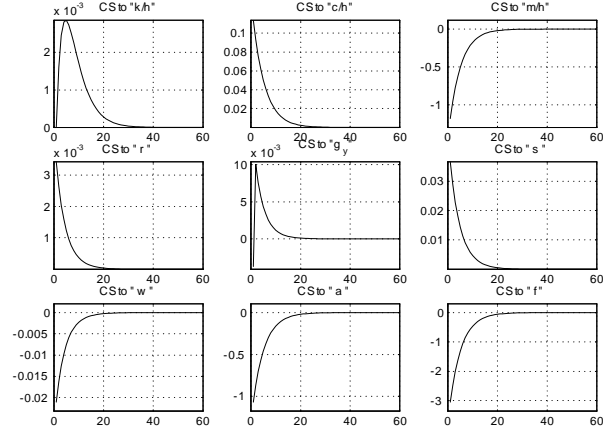 CS to "k/h"
CS to "c/h"
CS to "m/h"
x 10-3
2
1
0
0 20 40 60
0.1
0.08
0.06
0.04
0.02
0 20 40 60
0
-0.5
-1
0 20 40 60
CS to " r "
CS to "g y"
CS to " s "
x 10-3
3
2
1
0 20 40 60
x 10-3
10
5
0
0 20 40 60
0.03
0.02
0.01
0 20 40 60
CS to " w "
CS to " a "
CS to " f "
0
-0.005
-0.01
-0.015
-0.02
0 20 40 60
0
-0.5
-1
0 20 40 60
0
-1
-2
-3
0 20 40 60